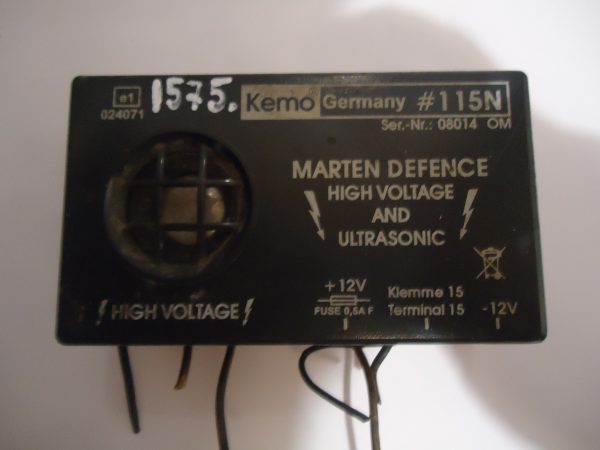 e1
024071
1575.
Kemo Germany #115N
Ser.-Nr.: 08014 OM
MARTEN DEFENCE
HIGH VOLTAGE
AND
ULTRASONIC
HIGH VOLTAGE
+12V
FUSE 0,5A F
Klemme 15
Terminal 15
-12V